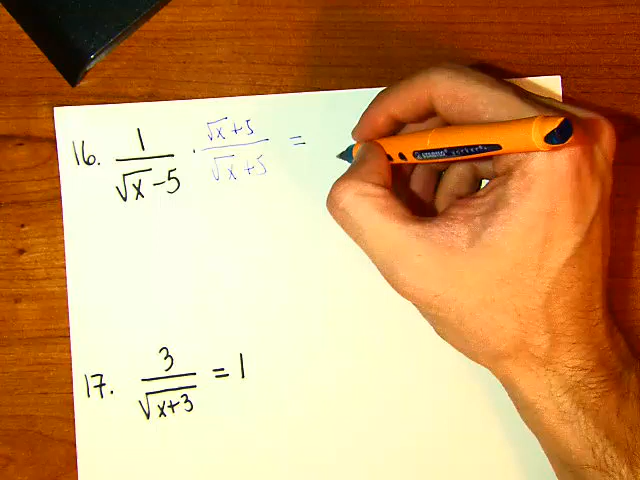 16. 1/(√x-5) · (√x+5)/(√x+5) =
17. 3/√(x+3) = 1